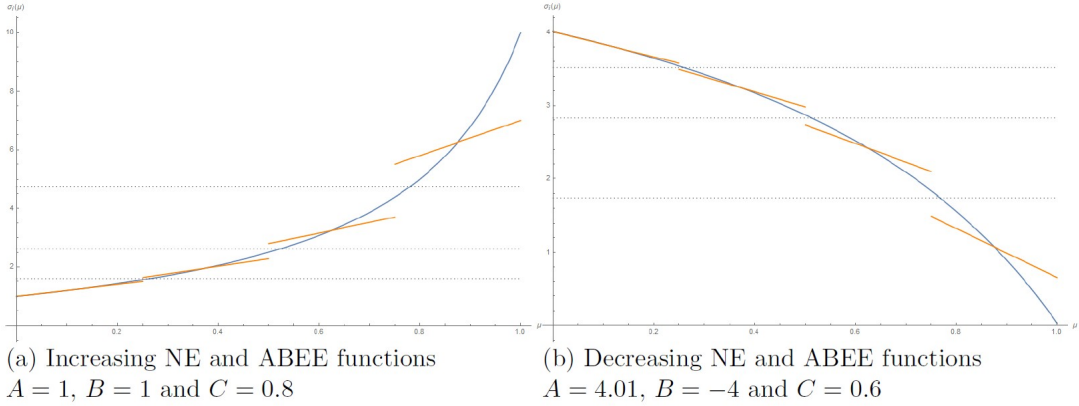 σᵢ(μ)
10
8
6
4
2
0.2 0.4 0.6 0.8 1.0
μ
(a) Increasing NE and ABEE functions
A = 1, B = 1 and C = 0.8
σᵢ(μ)
4
3
2
1
0.2 0.4 0.6 0.8 1.0
μ
(b) Decreasing NE and ABEE functions
A = 4.01, B = −4 and C = 0.6